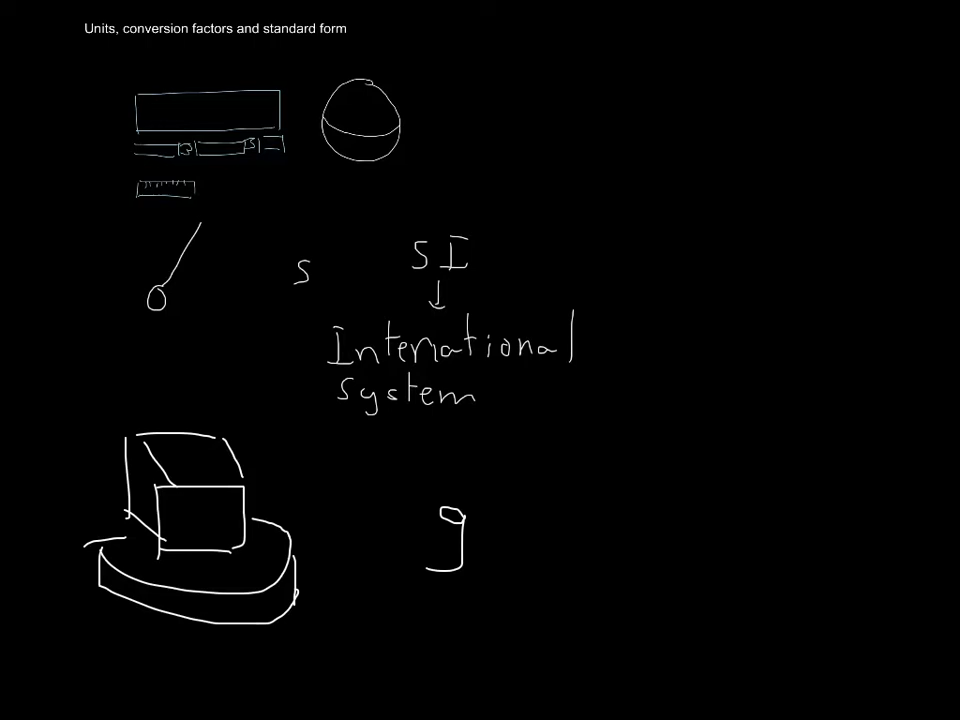 Units, conversion factors and standard form
s
SI
International
system
g